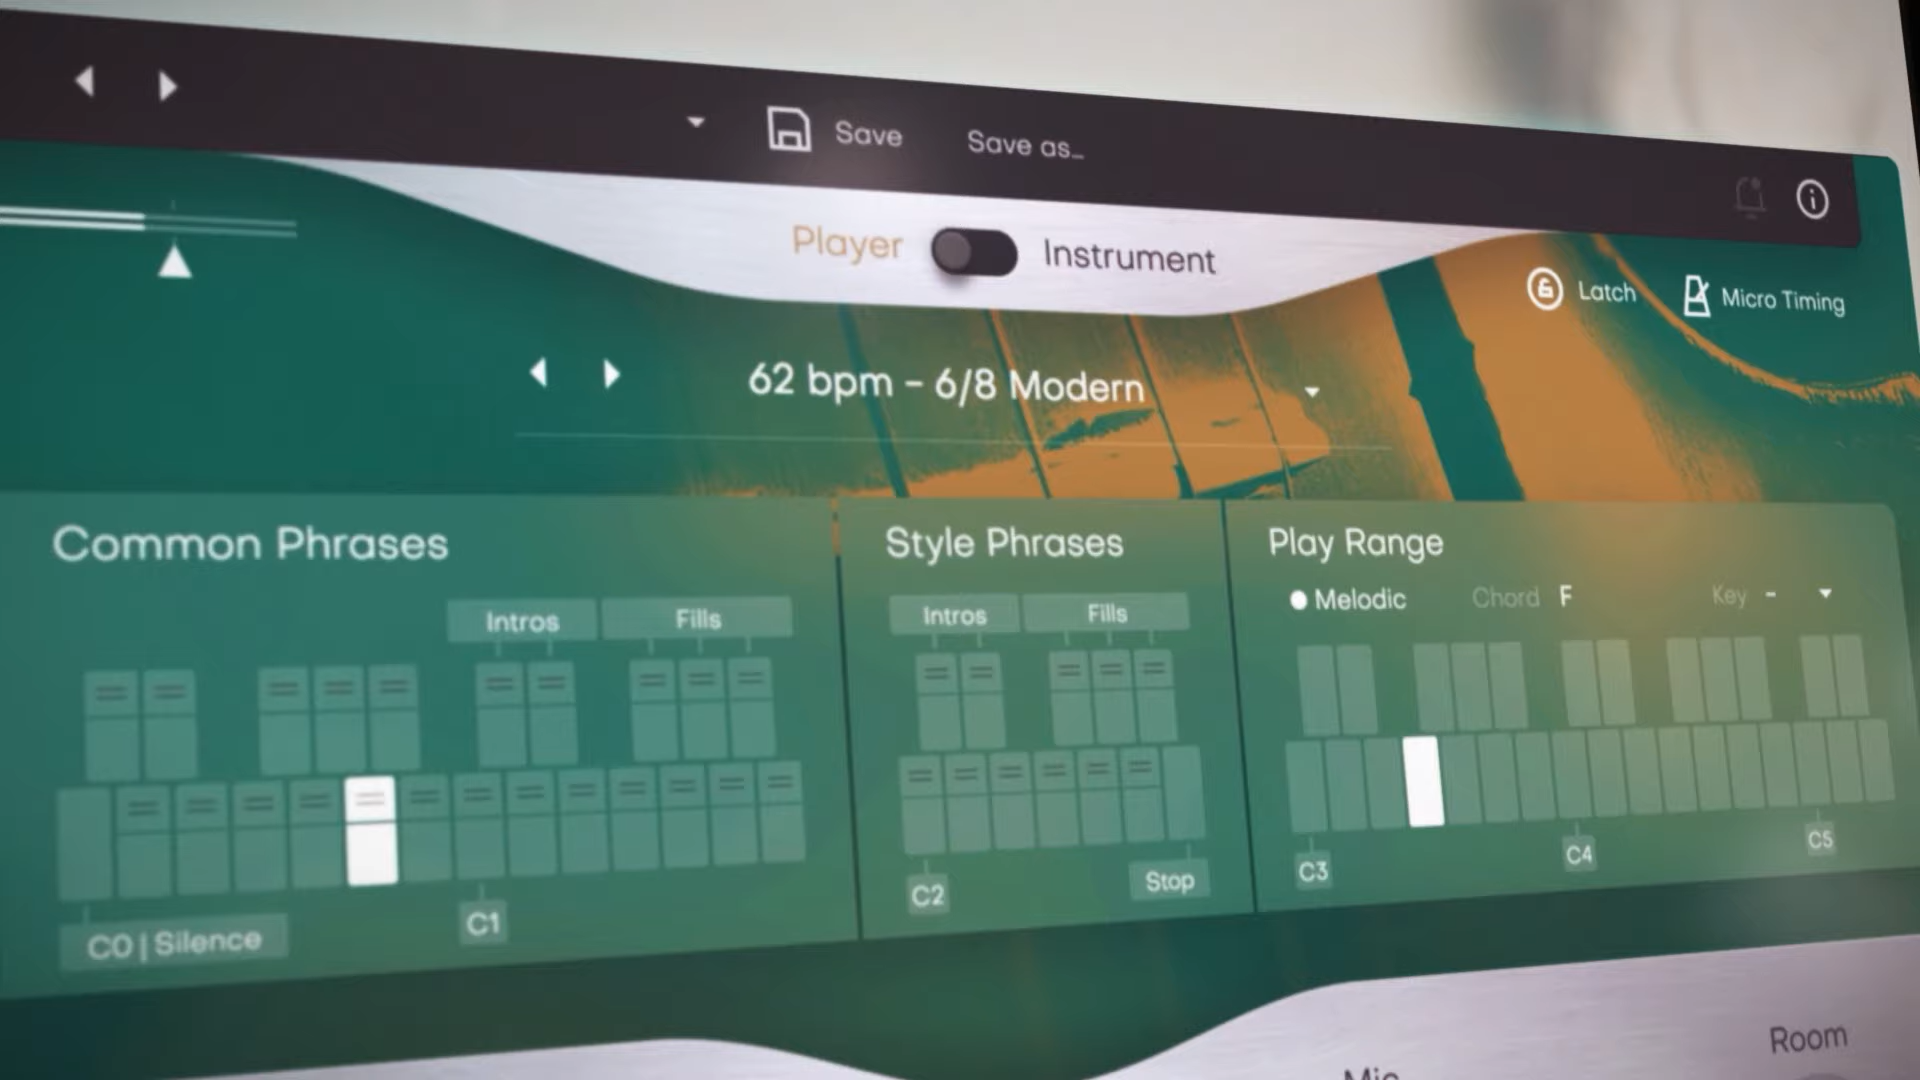 Save
Save as...
Player
Instrument
Latch
Micro Timing
62 bpm - 6/8 Modern
Common Phrases
Intros
Fills
C0 | Silence
C1
Style Phrases
Intros
Fills
C2
Stop
Play Range
Melodic
Chord F
Key -
C3
C4
C5
Room